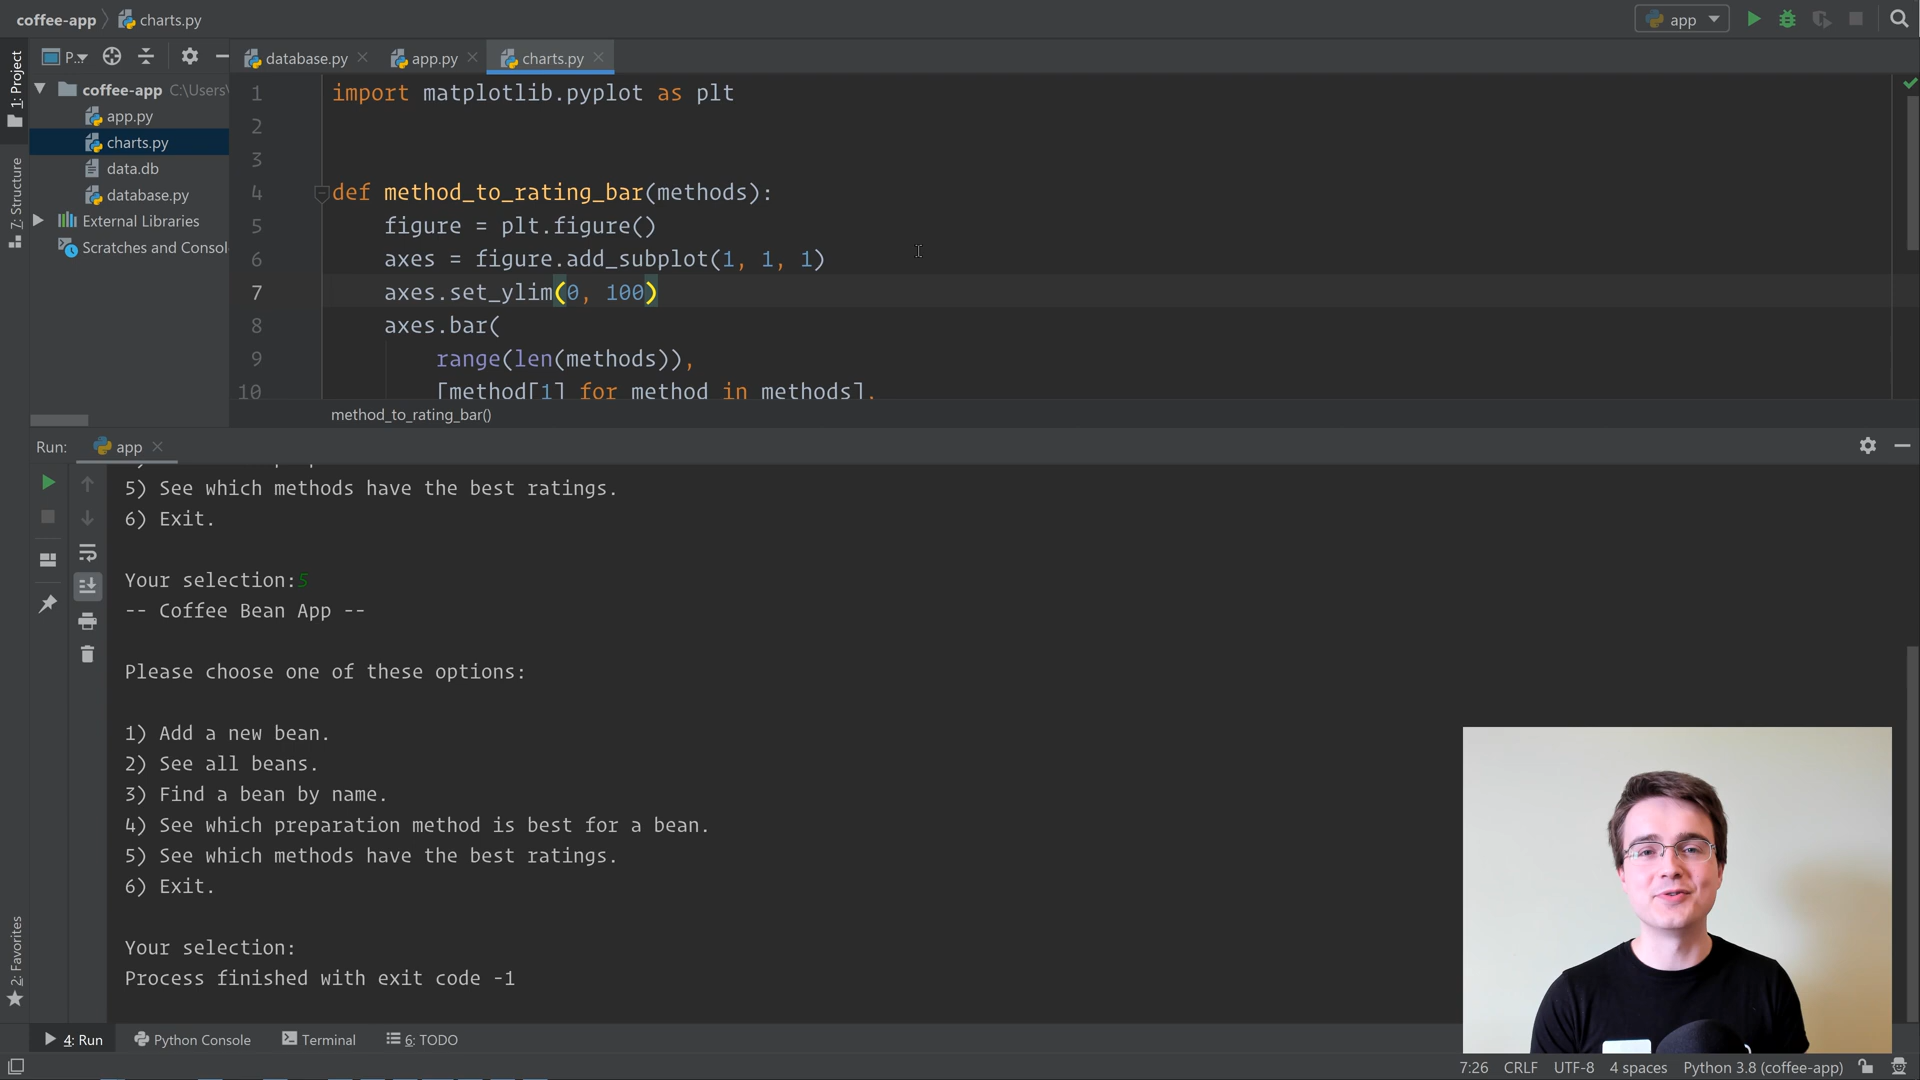 coffee-app
charts.py
app
1: Project
P..
database.py
app.py
charts.py
coffee-app C:\Users\
app.py
charts.py
data.db
database.py
External Libraries
Scratches and Consol
7: Structure
2: Favorites
1 import matplotlib.pyplot as plt
2
3
4 def method_to_rating_bar(methods):
5 figure = plt.figure()
6 axes = figure.add_subplot(1, 1, 1)
7 axes.set_ylim(0, 100)
8 axes.bar(
9 range(len(methods)),
10 [method[1] for method in methods],
method_to_rating_bar()
Run: app
5) See which methods have the best ratings.
6) Exit.
Your selection:5
-- Coffee Bean App --
Please choose one of these options:
1) Add a new bean.
2) See all beans.
3) Find a bean by name.
4) See which preparation method is best for a bean.
5) See which methods have the best ratings.
6) Exit.
Your selection:
Process finished with exit code -1
4: Run Python Console Terminal 6: TODO
7:26 CRLF UTF-8 4 spaces Python 3.8 (coffee-app)